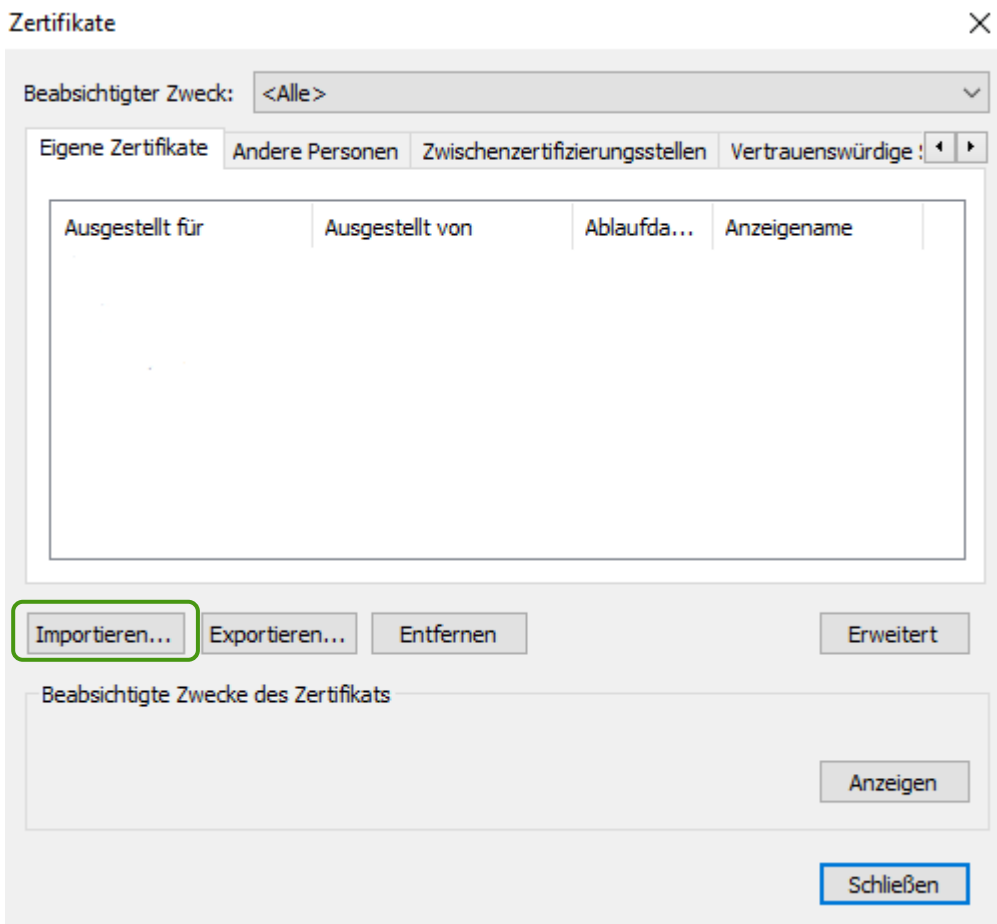 Zertifikate
Beabsichtigter Zweck: <Alle>
Eigene Zertifikate Andere Personen Zwischenzertifizierungsstellen Vertrauenswürdige
Ausgestellt für Ausgestellt von Ablaufda... Anzeigename
Importieren... Exportieren... Entfernen Erweitert
Beabsichtigte Zwecke des Zertifikats
Anzeigen
Schließen